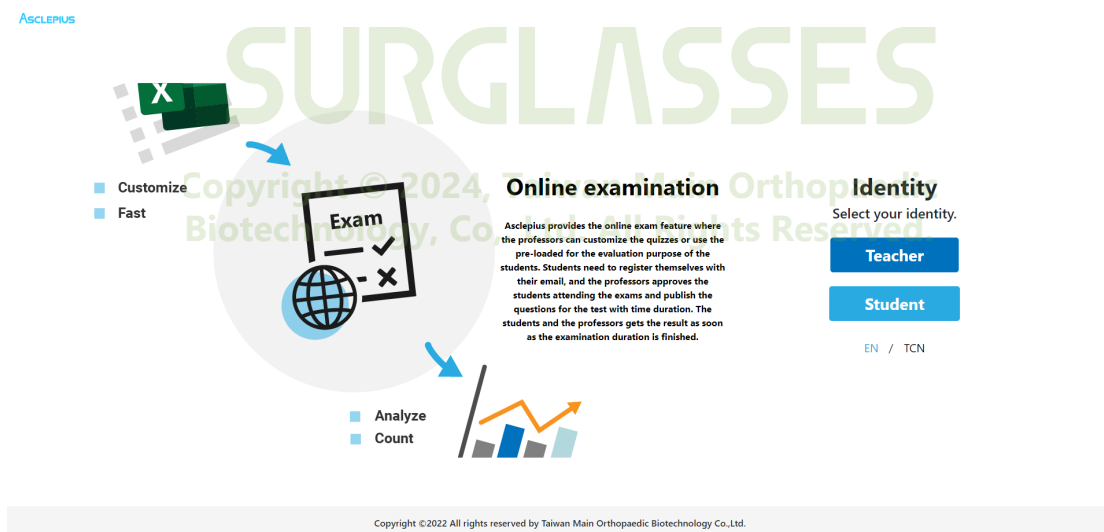 Asclepius
SURGLASSES
X
Customize
Fast
Copyright © 2024, Taiwan Main Orthopaedic
Biotechnology, Co., Ltd. All Rights Reserved.
Exam
Online examination
Asclepius provides the online exam feature where
the professors can customize the quizzes or use the
pre-loaded for the evaluation purpose of the
students. Students need to register themselves with
their email, and the professors approves the
students attending the exams and publish the
questions for the test with time duration. The
students and the professors gets the result as soon
as the examination duration is finished.
Identity
Select your identity.
Teacher
Student
EN / TCN
Analyze
Count
Copyright ©2022 All rights reserved by Taiwan Main Orthopaedic Biotechnology Co.,Ltd.